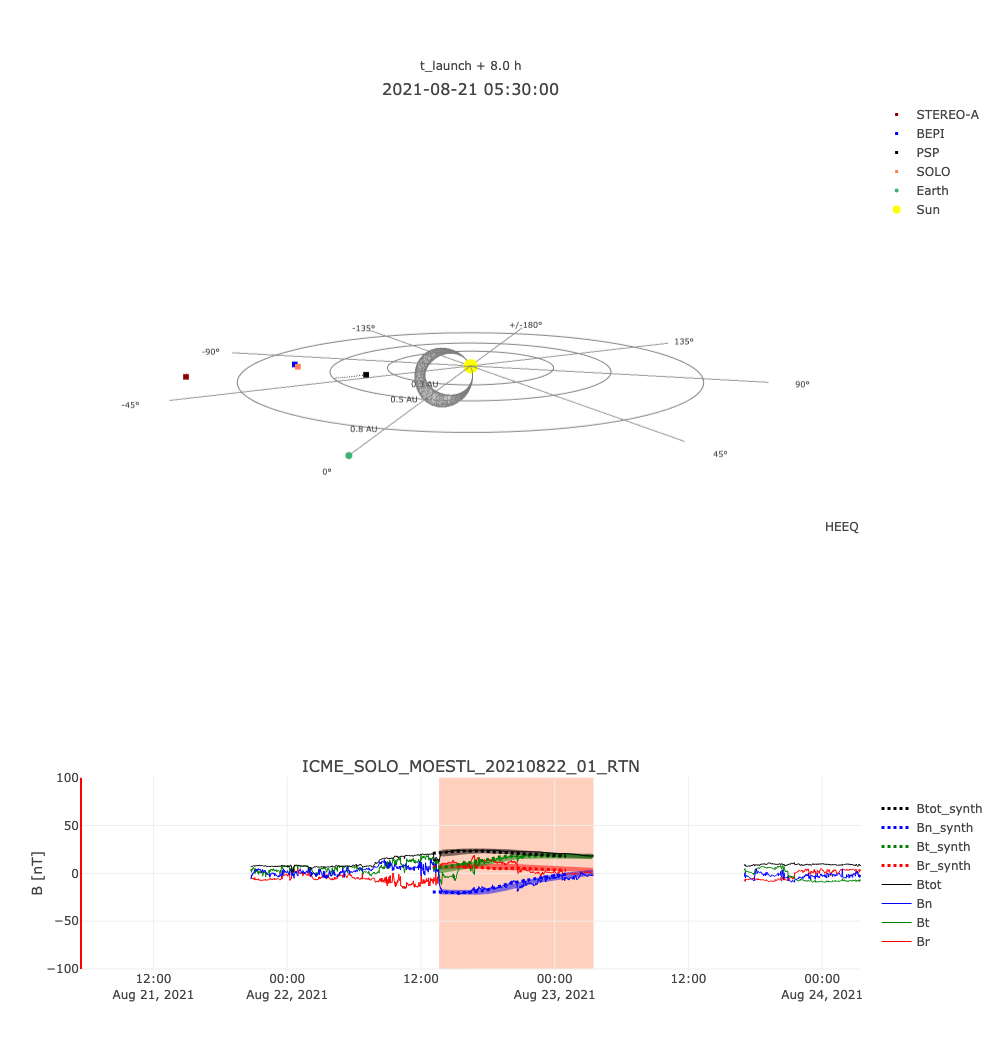 t_launch + 8.0 h
2021-08-21 05:30:00
STEREO-A
BEPI
PSP
SOLO
Earth
Sun
-135°
+/-180°
-90°
135°
0.3 AU
90°
0.5 AU
-45°
0.8 AU
45°
0°
HEEQ
ICME_SOLO_MOESTL_20210822_01_RTN
100
50
0
−50
−100
B [nT]
12:00
Aug 21, 2021
00:00
Aug 22, 2021
12:00
00:00
Aug 23, 2021
12:00
00:00
Aug 24, 2021
Btot_synth
Bn_synth
Bt_synth
Br_synth
Btot
Bn
Bt
Br